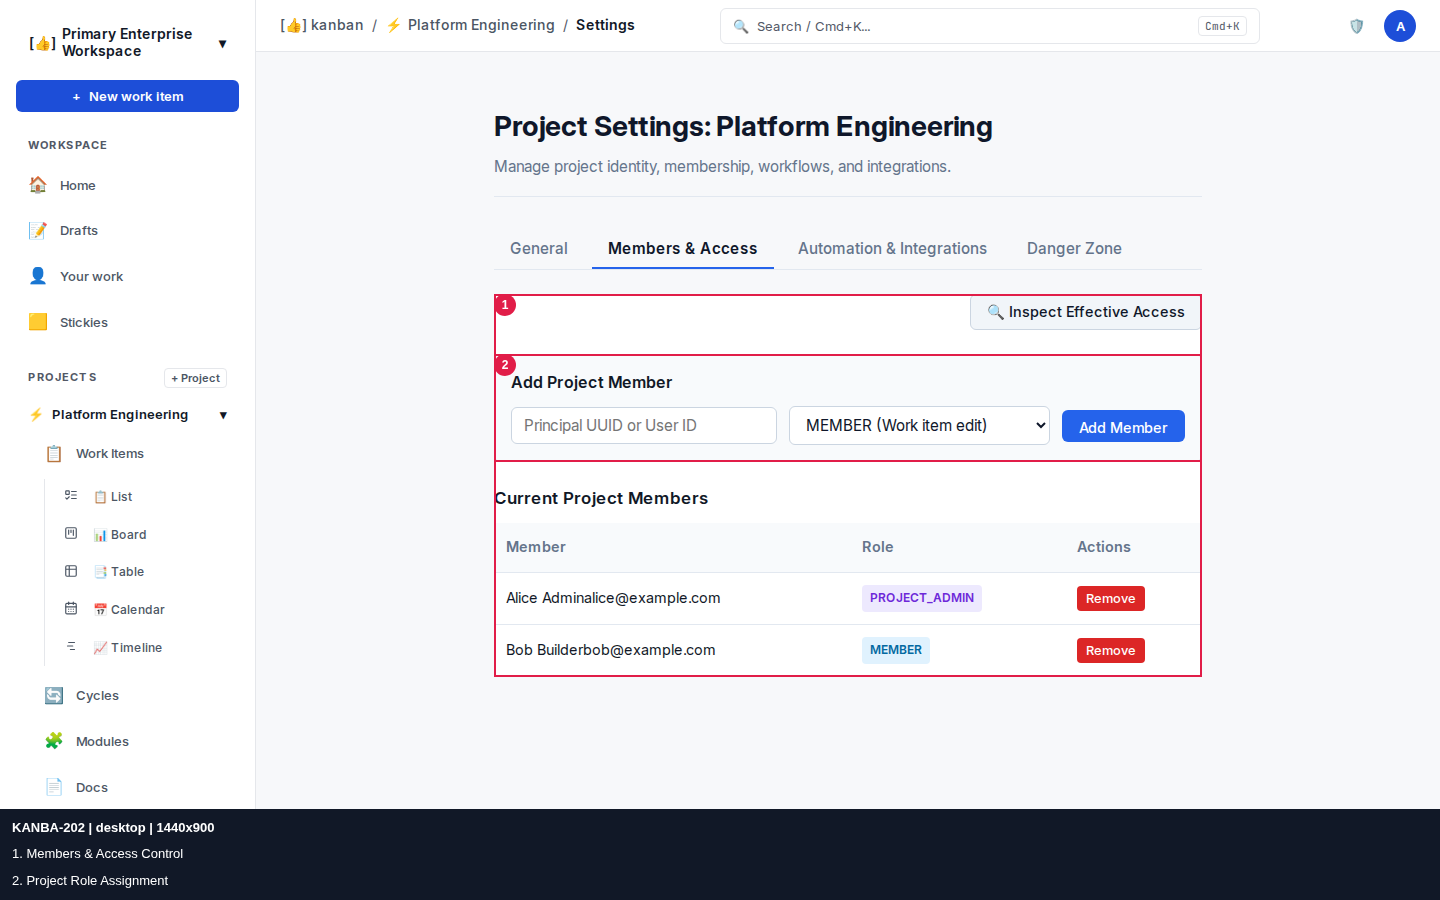 [👍] Primary Enterprise Workspace ▼
+ New work item
WORKSPACE
🏠 Home
📝 Drafts
👤 Your work
🟨 Stickies
PROJECTS
+ Project
⚡ Platform Engineering ▼
📋 Work Items
📋 List
📊 Board
📑 Table
📅 Calendar
📈 Timeline
🔄 Cycles
🧩 Modules
📄 Docs
[👍] kanban / ⚡ Platform Engineering / Settings
🔍 Search / Cmd+K... Cmd+K
🛡️ A
Project Settings: Platform Engineering
Manage project identity, membership, workflows, and integrations.
General Members & Access Automation & Integrations Danger Zone
1
🔍 Inspect Effective Access
2
Add Project Member
Principal UUID or User ID MEMBER (Work item edit) Add Member
Current Project Members
Member Role Actions
Alice Adminalice@example.com PROJECT_ADMIN Remove
Bob Builderbob@example.com MEMBER Remove
KANBA-202 | desktop | 1440x900
1. Members & Access Control
2. Project Role Assignment